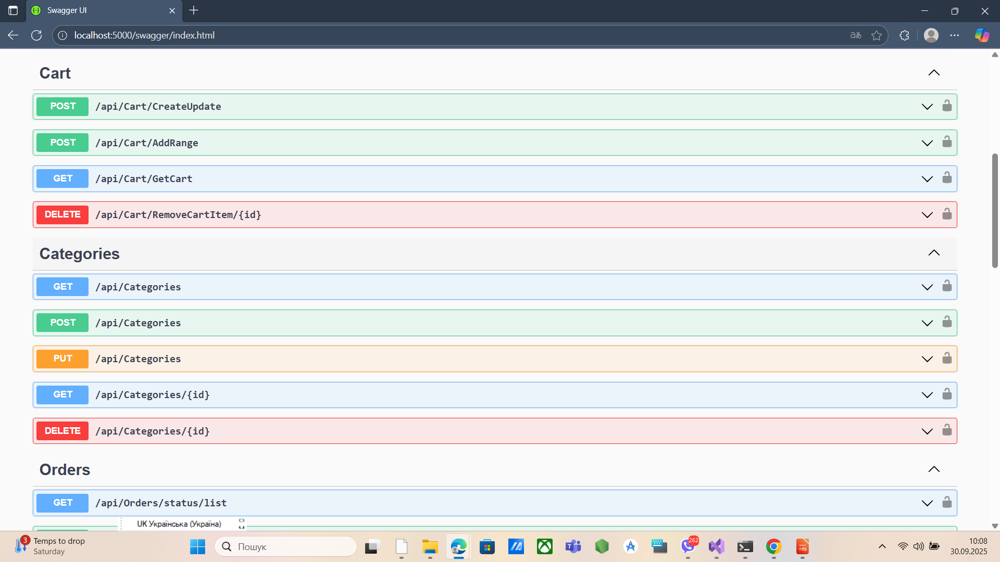 Swagger UI
localhost:5000/swagger/index.html
Cart
POST /api/Cart/CreateUpdate
POST /api/Cart/AddRange
GET /api/Cart/GetCart
DELETE /api/Cart/RemoveCartItem/{id}
Categories
GET /api/Categories
POST /api/Categories
PUT /api/Categories
GET /api/Categories/{id}
DELETE /api/Categories/{id}
Orders
GET /api/Orders/status/list
UK Українська (Україна)
3
Temps to drop
Saturday
Пошук
262
10:08
30.09.2025